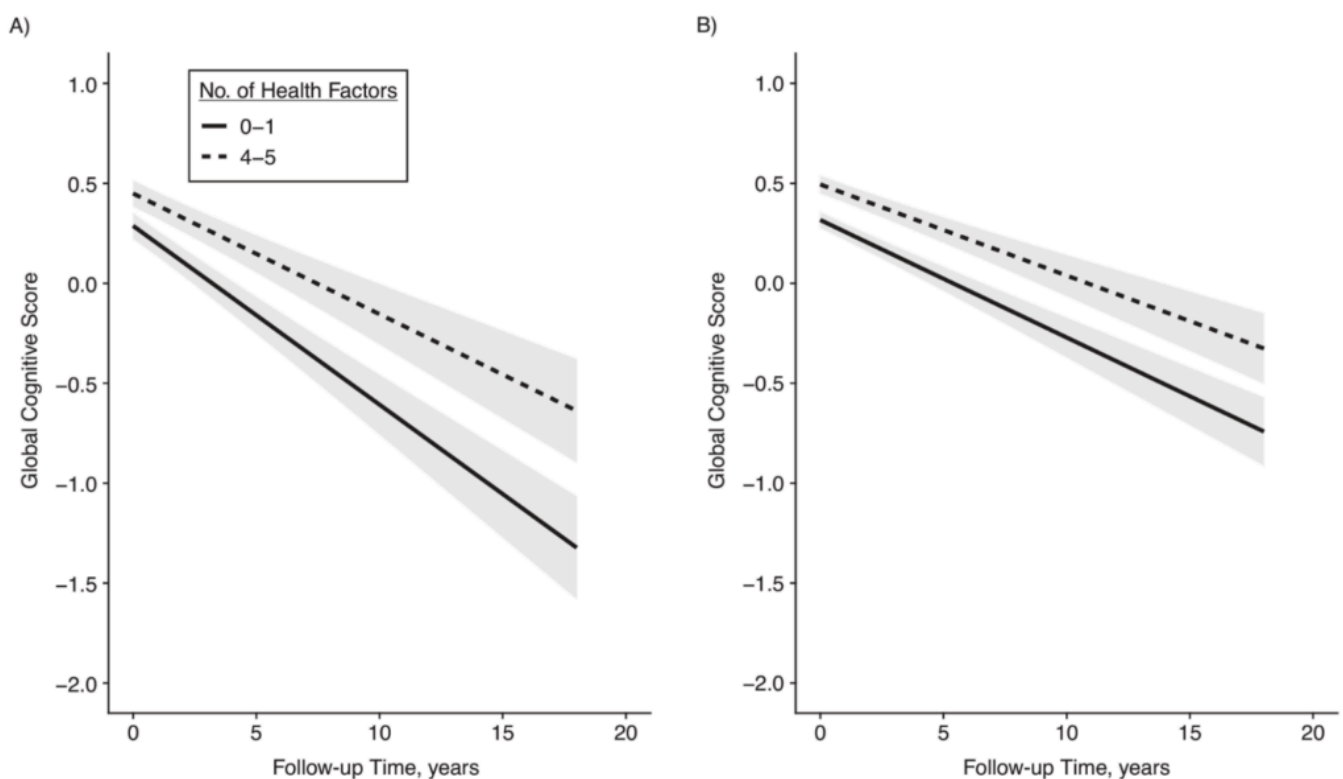 A)
Global Cognitive Score
1.0
0.5
0.0
−0.5
−1.0
−1.5
−2.0
No. of Health Factors
0−1
4−5
0 5 10 15 20
Follow-up Time, years
B)
Global Cognitive Score
1.0
0.5
0.0
−0.5
−1.0
−1.5
−2.0
0 5 10 15 20
Follow-up Time, years